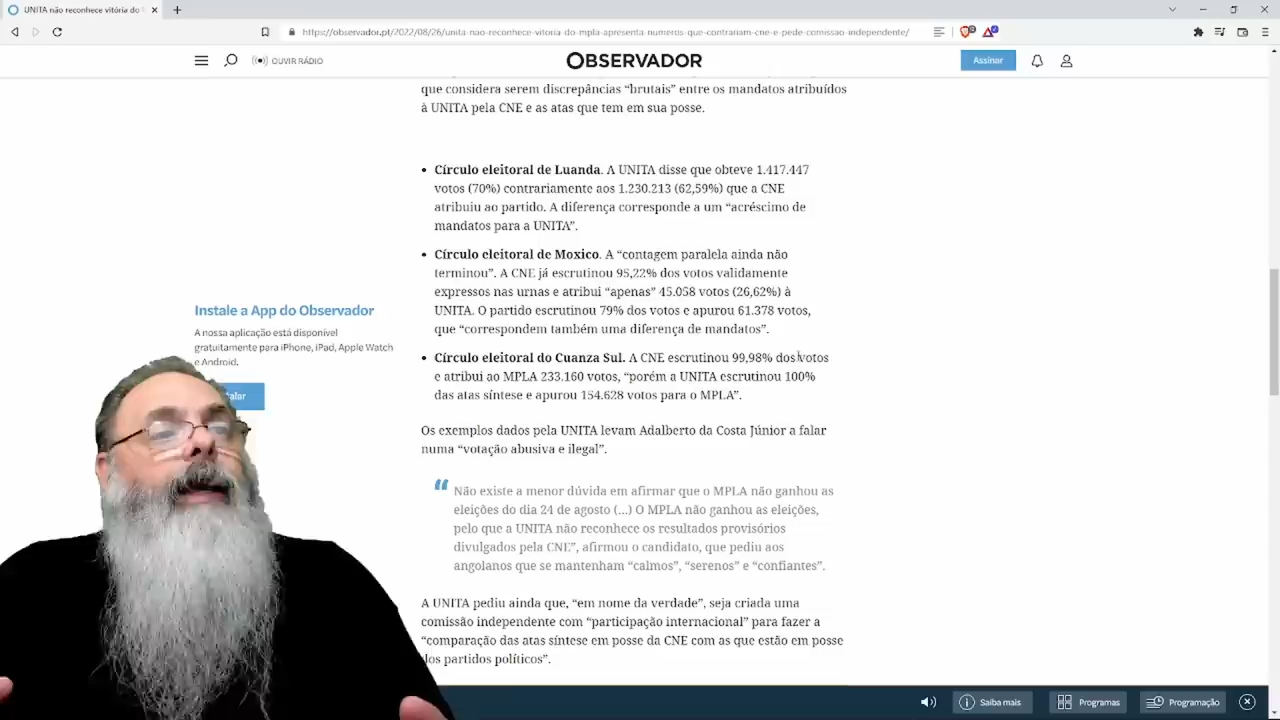 UNITA não reconhece vitória do
https://observador.pt/2022/08/26/unita-nao-reconhece-vitoria-do-mpla-apresenta-numeros-que-contrariam-cne-e-pede-comissao-independente/
OUVIR RÁDIO
OBSERVADOR
Assinar
que considera serem discrepâncias “brutais” entre os mandatos atribuídos
à UNITA pela CNE e as atas que tem em sua posse.
• Círculo eleitoral de Luanda. A UNITA disse que obteve 1.417.447
votos (70%) contrariamente aos 1.230.213 (62,59%) que a CNE
atribuiu ao partido. A diferença corresponde a um “acréscimo de
mandatos para a UNITA”.
• Círculo eleitoral de Moxico. A “contagem paralela ainda não
terminou”. A CNE já escrutinou 95,22% dos votos validamente
expressos nas urnas e atribui “apenas” 45.058 votos (26,62%) à
UNITA. O partido escrutinou 79% dos votos e apurou 61.378 votos,
que “correspondem também uma diferença de mandatos”.
• Círculo eleitoral do Cuanza Sul. A CNE escrutinou 99,98% dos votos
e atribui ao MPLA 233.160 votos, “porém a UNITA escrutinou 100%
das atas síntese e apurou 154.628 votos para o MPLA”.
Os exemplos dados pela UNITA levam Adalberto da Costa Júnior a falar
numa “votação abusiva e ilegal”.
“ Não existe a menor dúvida em afirmar que o MPLA não ganhou as
eleições do dia 24 de agosto (...) O MPLA não ganhou as eleições,
pelo que a UNITA não reconhece os resultados provisórios
divulgados pela CNE”, afirmou o candidato, que pediu aos
angolanos que se mantenham “calmos”, “serenos” e “confiantes”.
A UNITA pediu ainda que, “em nome da verdade”, seja criada uma
comissão independente com “participação internacional” para fazer a
“comparação das atas síntese em posse da CNE com as que estão em posse
dos partidos políticos”.
Instale a App do Observador
A nossa aplicação está disponível
gratuitamente para iPhone, iPad, Apple Watch
e Android.
Saiba mais
Programas
Programação